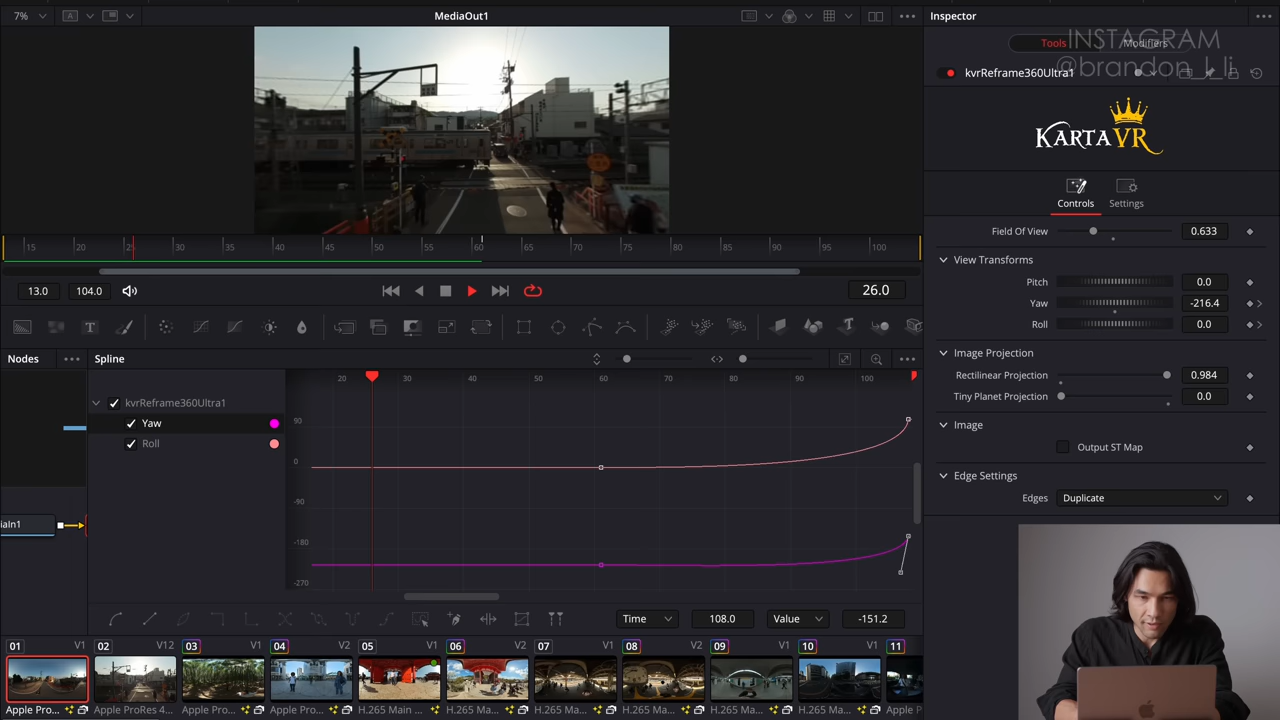 7%
A
MediaOut1
Inspector
Tools
Modifiers
INSTAGRAM
@brandon_l_li
kvrReframe360Ultra1
KARTAVR
Controls
Settings
Field Of View
0.633
View Transforms
Pitch
0.0
Yaw
-216.4
Roll
0.0
Image Projection
Rectilinear Projection
0.984
Tiny Planet Projection
0.0
Image
Output ST Map
Edge Settings
Edges
Duplicate
15
20
25
30
35
40
45
50
55
60
65
70
75
80
85
90
95
100
13.0
104.0
26.0
T
T
Nodes
Spline
20
30
40
50
60
70
80
90
100
kvrReframe360Ultra1
Yaw
Roll
90
0
-90
-180
-270
iaIn1
Time
108.0
Value
-151.2
01
V1
02
V12
03
V1
04
V2
05
V1
06
V2
07
V1
08
V2
09
V1
10
V1
11
Apple Pro...
Apple ProRes 4...
Apple Pro...
Apple Pro...
H.265 Main ...
H.265 Ma...
H.265 Ma...
H.265 Ma...
H.265 Ma...
H.265 Ma...
Apple P